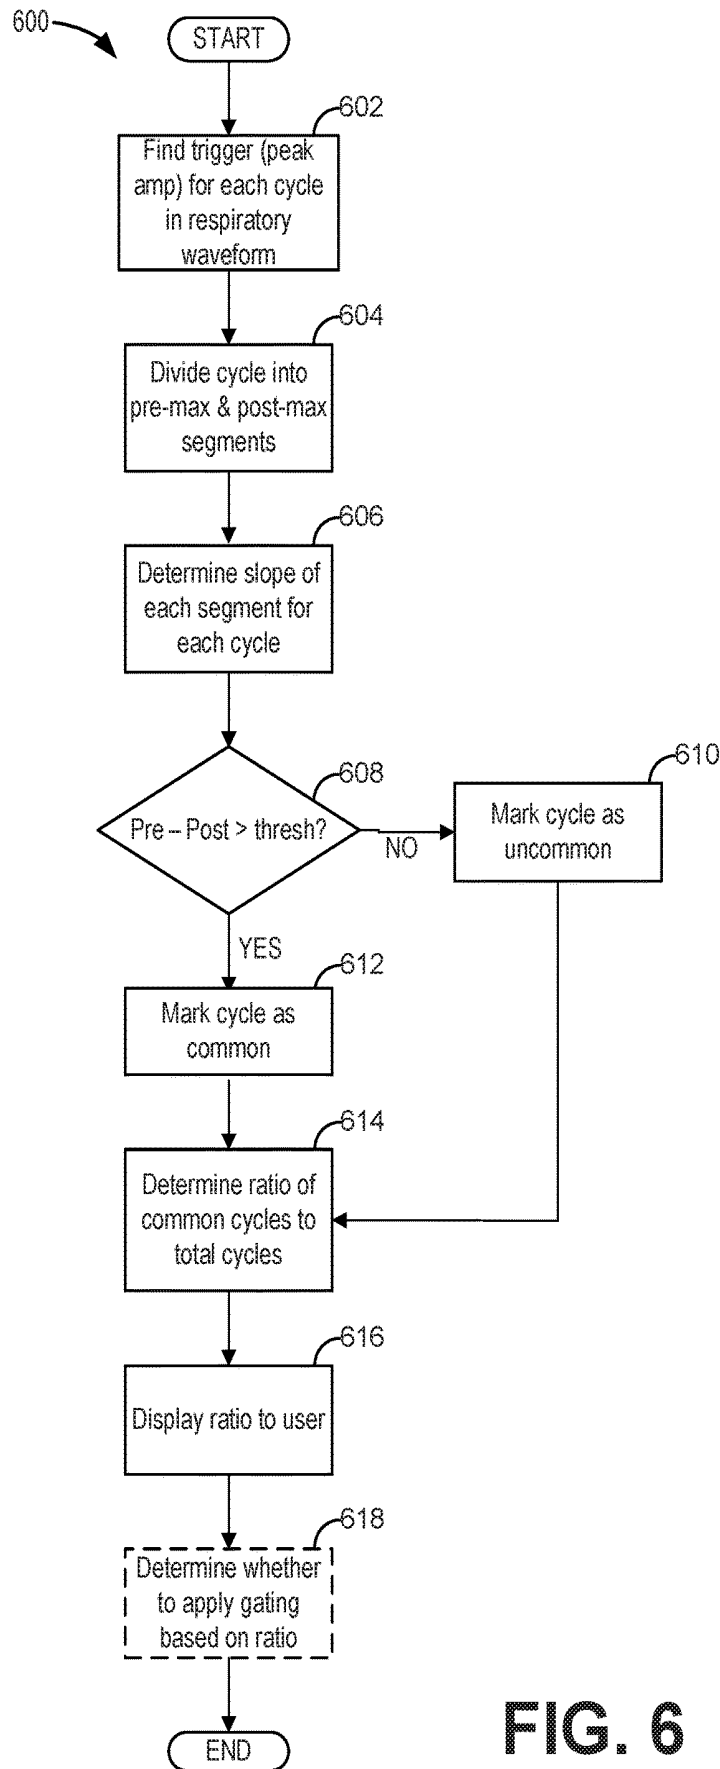 600
START
602
Find trigger (peak
amp) for each cycle
in respiratory
waveform
604
Divide cycle into
pre-max & post-max
segments
606
Determine slope of
each segment for
each cycle
608
Pre – Post > thresh?
NO
610
Mark cycle as
uncommon
YES
612
Mark cycle as
common
614
Determine ratio of
common cycles to
total cycles
616
Display ratio to user
618
Determine whether
to apply gating
based on ratio
END
FIG. 6